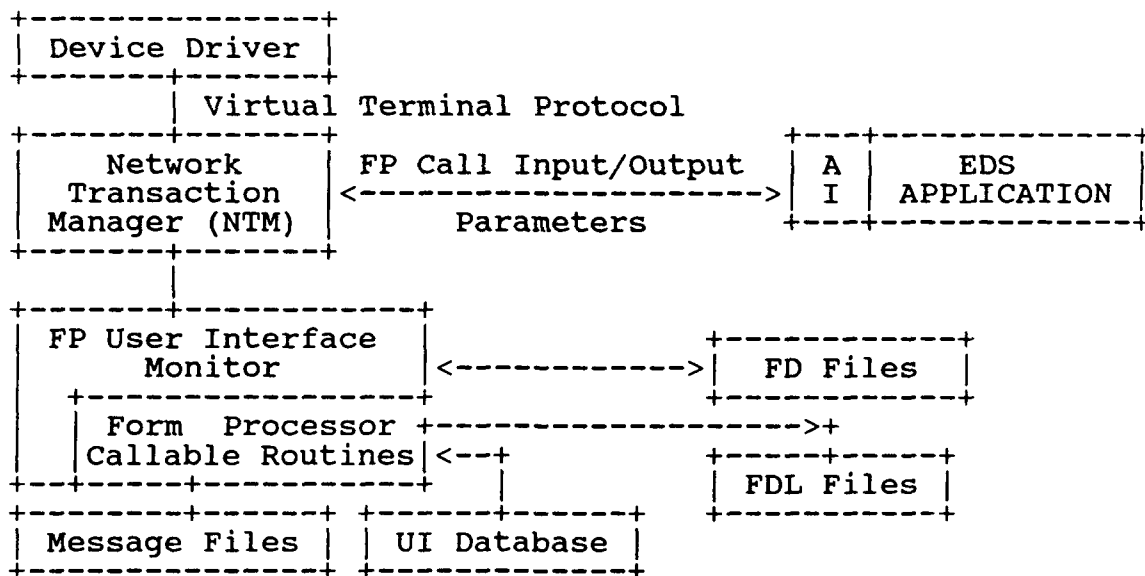 Device Driver
Virtual Terminal Protocol
Network
Transaction
Manager (NTM)
FP Call Input/Output
Parameters
A
I
EDS
APPLICATION
FP User Interface
Monitor
FD Files
Form Processor
Callable Routines
FDL Files
Message Files
UI Database